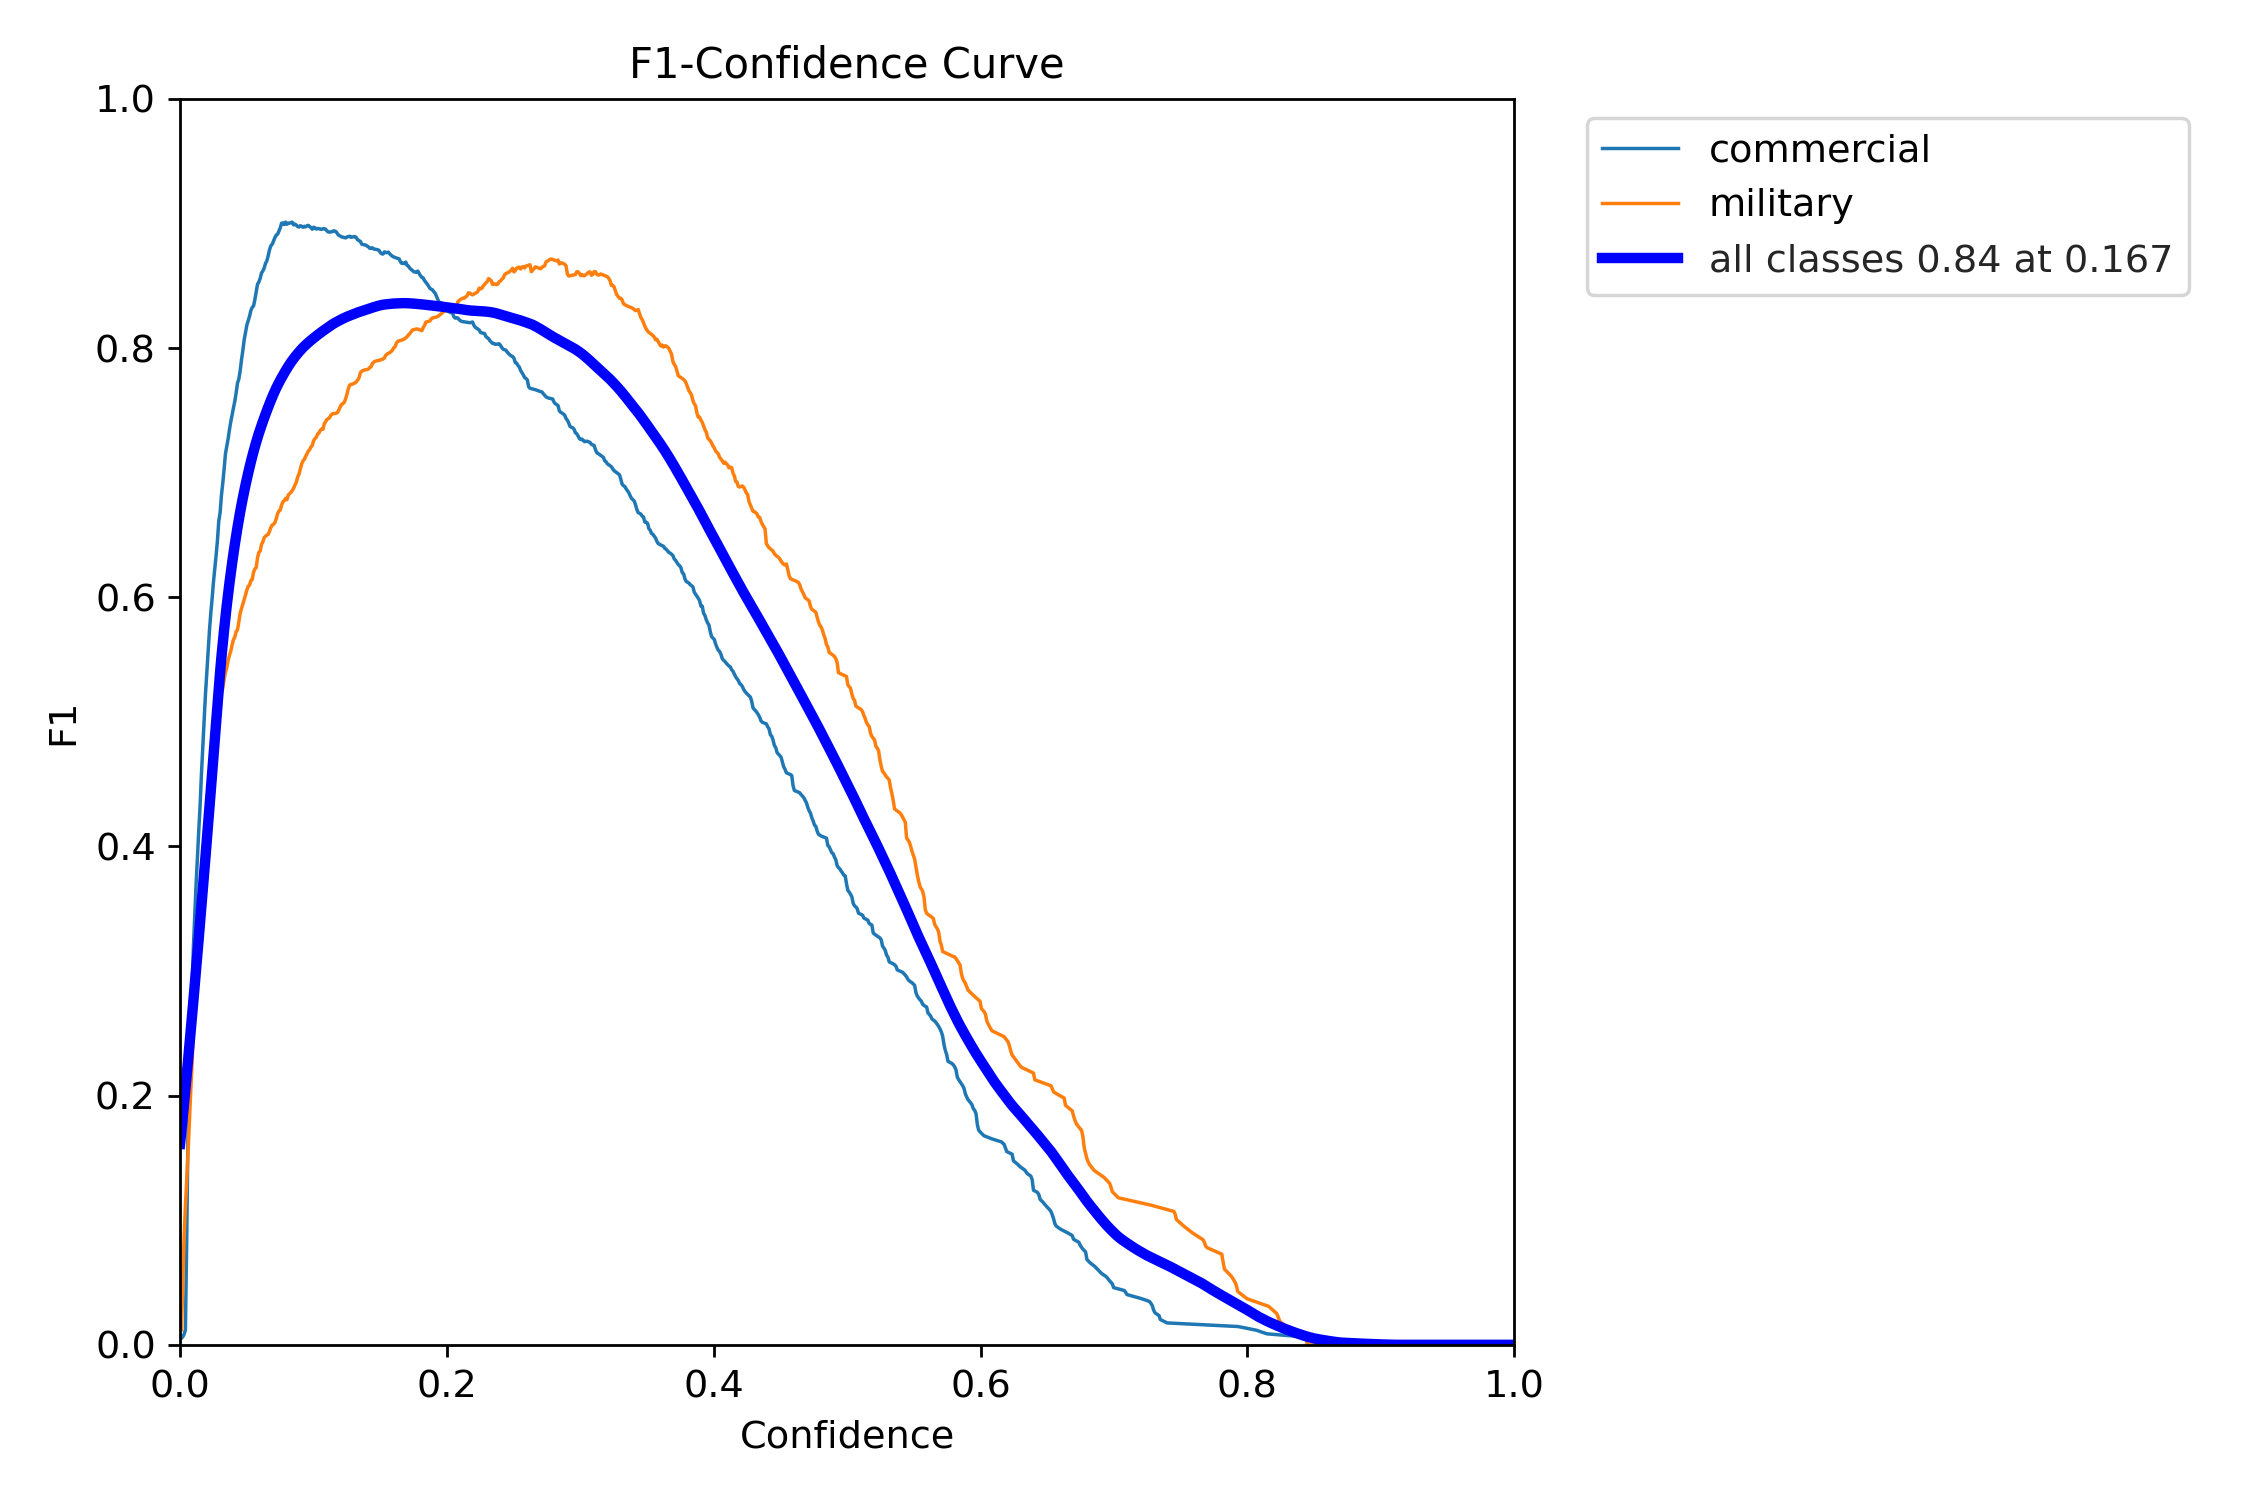 F1-Confidence Curve
1.0
0.8
0.6
0.4
0.2
0.0
F1
0.0 0.2 0.4 0.6 0.8 1.0
Confidence
commercial
military
all classes 0.84 at 0.167